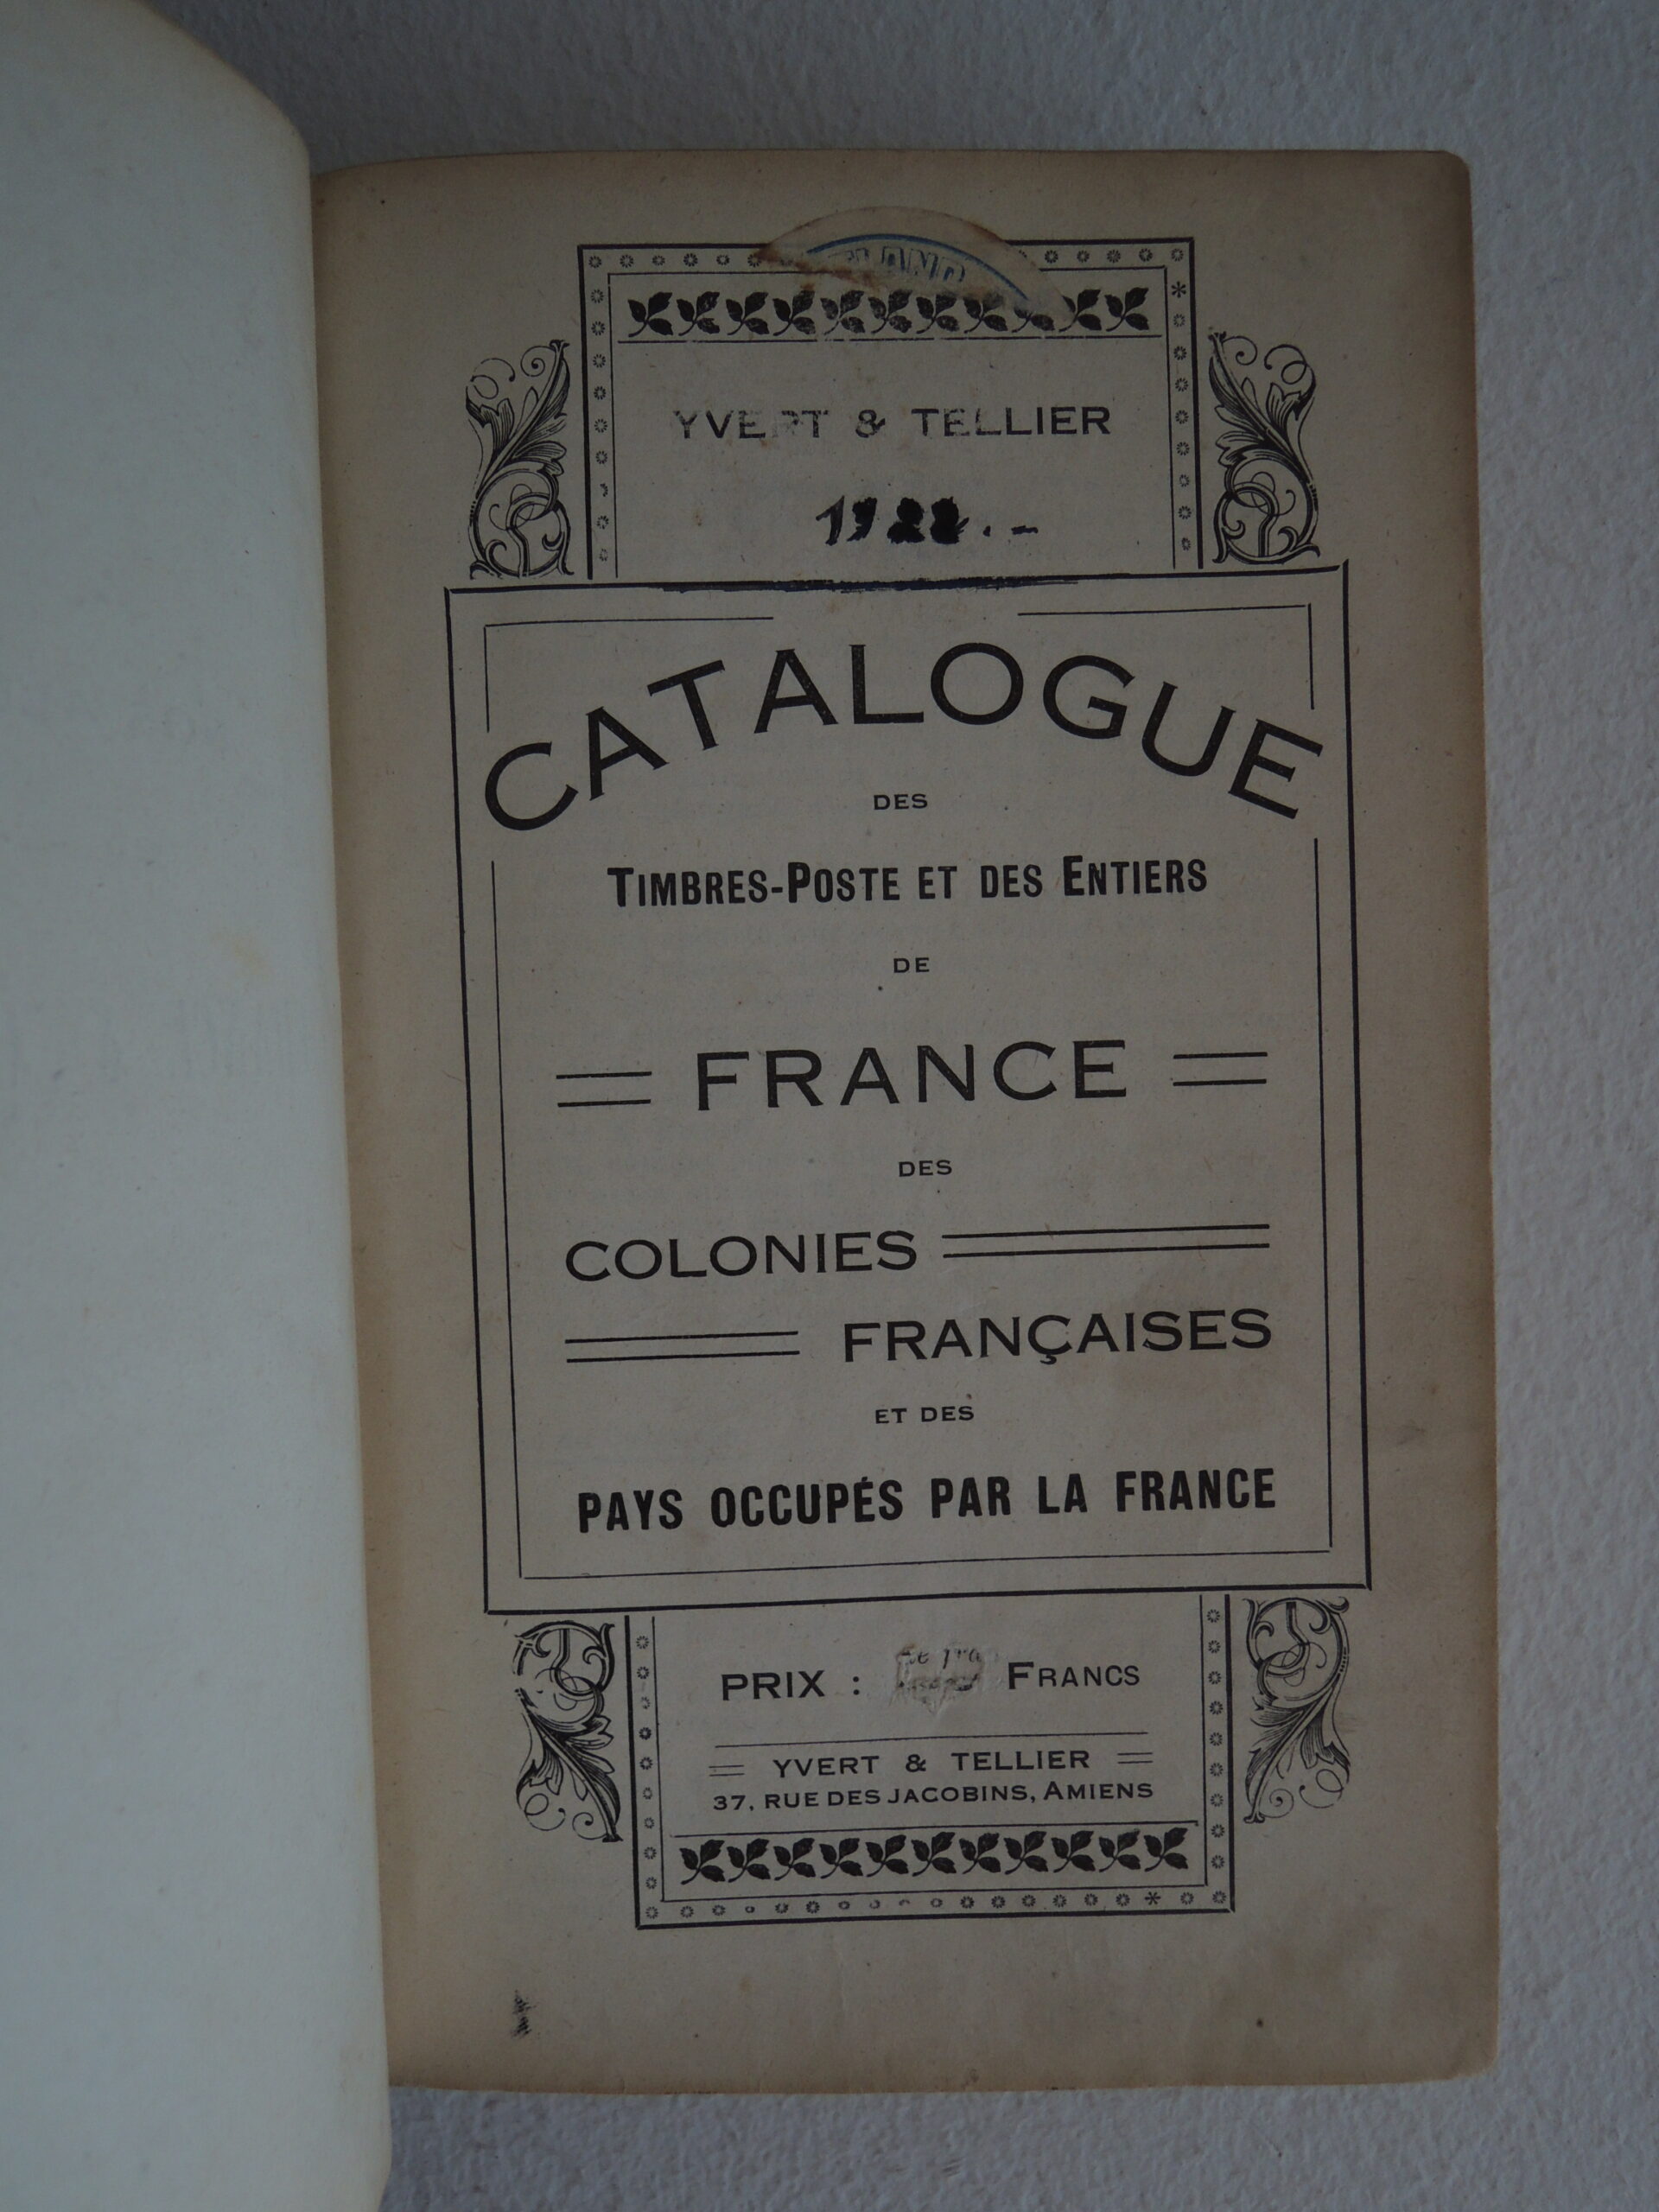 YVERT & TELLIER
CATALOGUE
DES
TIMBRES-POSTE ET DES ENTIERS
DE
FRANCE
DES
COLONIES
FRANÇAISES
ET DES
PAYS OCCUPÉS PAR LA FRANCE
PRIX : FRANCS
YVERT & TELLIER
37, RUE DES JACOBINS, AMIENS